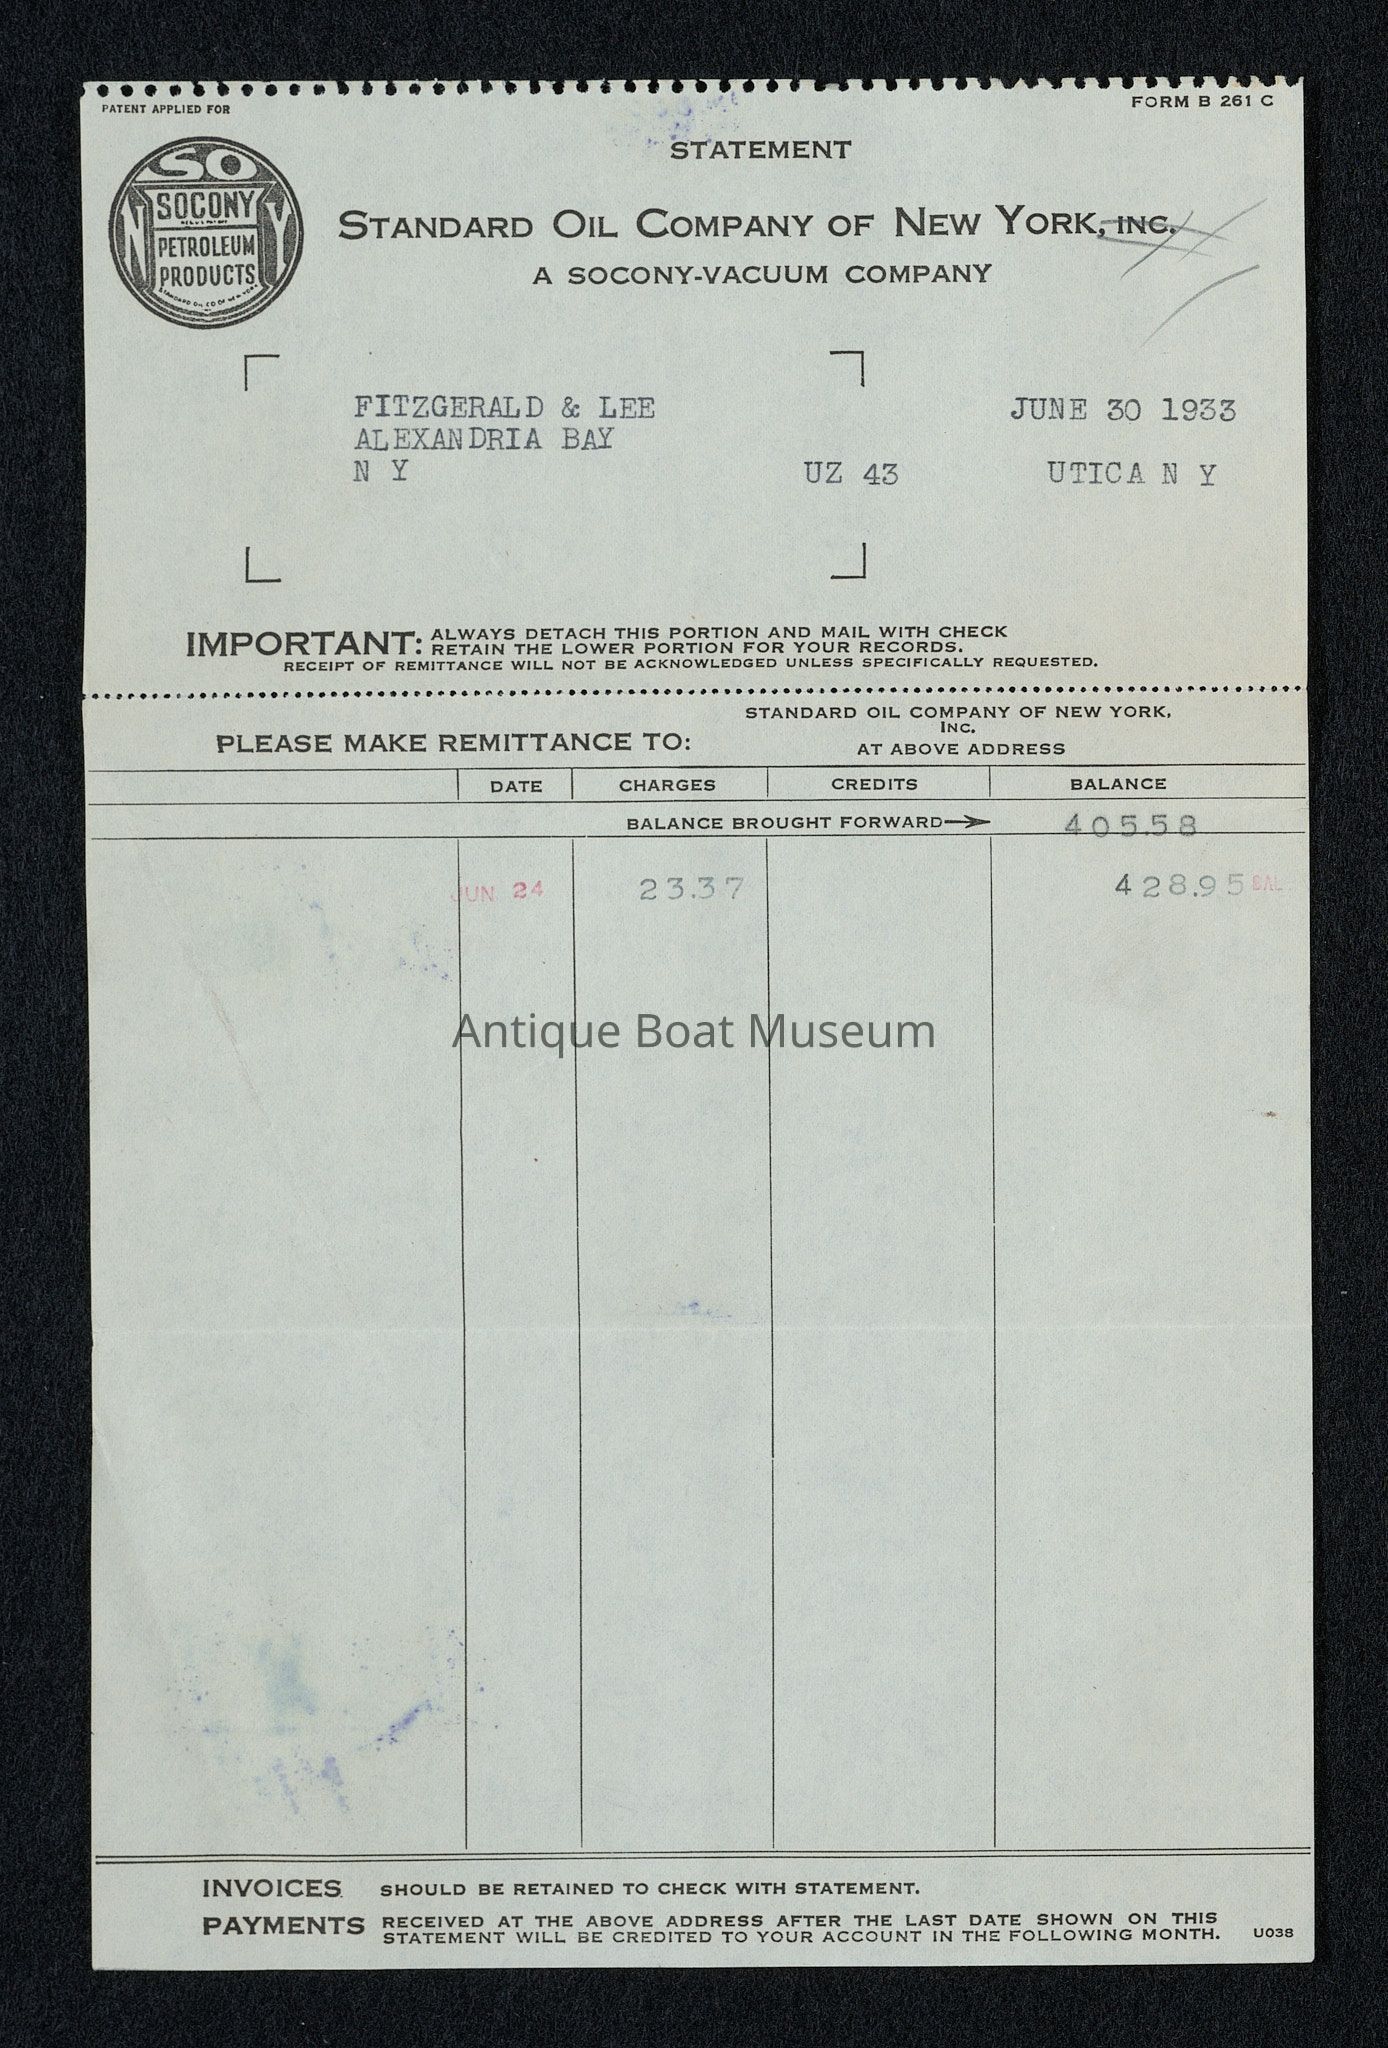 PATENT APPLIED FOR
FORM B 261 C
STATEMENT
SO
NY
SOCONY
PETROLEUM
PRODUCTS
STANDARD OIL CO OF NEW YORK
STANDARD OIL COMPANY OF NEW YORK, INC.
A SOCONY-VACUUM COMPANY
FITZGERALD & LEE
JUNE 30 1933
ALEXANDRIA BAY
N Y
UZ 43
UTICA N Y
IMPORTANT: ALWAYS DETACH THIS PORTION AND MAIL WITH CHECK
RETAIN THE LOWER PORTION FOR YOUR RECORDS.
RECEIPT OF REMITTANCE WILL NOT BE ACKNOWLEDGED UNLESS SPECIFICALLY REQUESTED.
STANDARD OIL COMPANY OF NEW YORK,
INC.
PLEASE MAKE REMITTANCE TO:
AT ABOVE ADDRESS
DATE CHARGES CREDITS BALANCE
BALANCE BROUGHT FORWARD 405.58
JUN 24 23.37 428.95 BAL.
Antique Boat Museum
INVOICES SHOULD BE RETAINED TO CHECK WITH STATEMENT.
PAYMENTS RECEIVED AT THE ABOVE ADDRESS AFTER THE LAST DATE SHOWN ON THIS
STATEMENT WILL BE CREDITED TO YOUR ACCOUNT IN THE FOLLOWING MONTH. U038